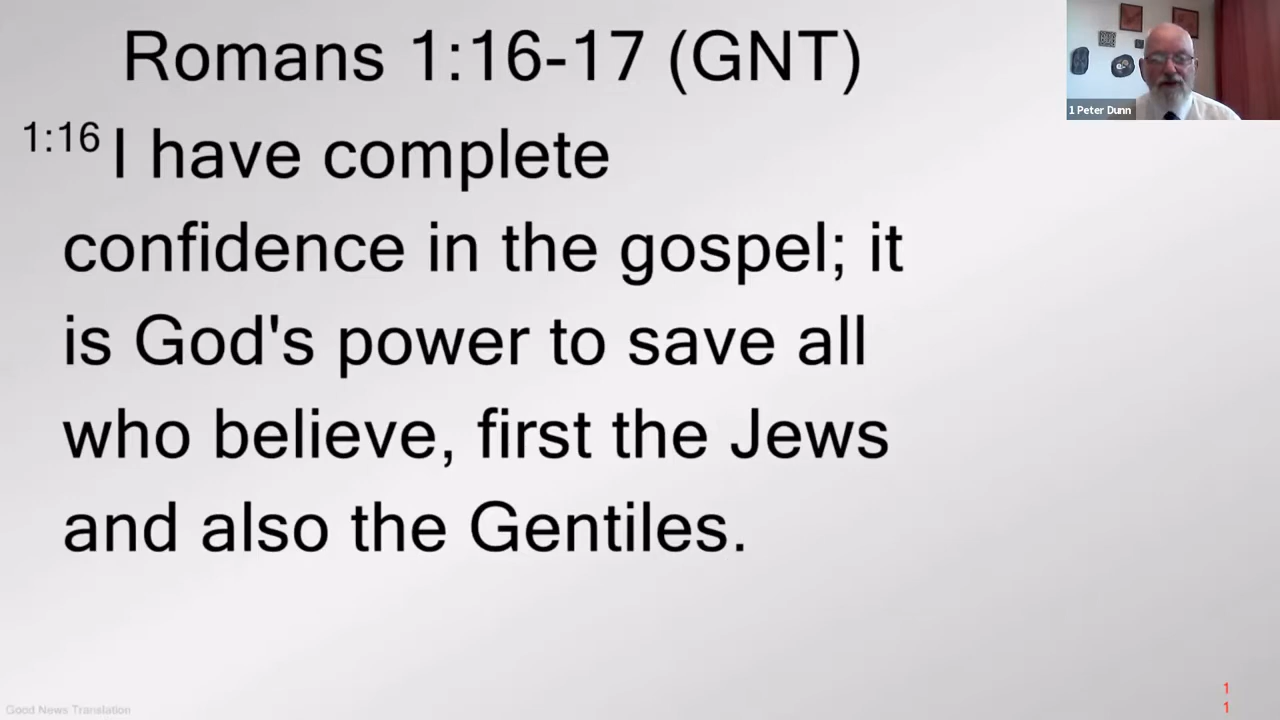 Romans 1:16-17 (GNT)
1:16 I have complete
confidence in the gospel; it
is God's power to save all
who believe, first the Jews
and also the Gentiles.
1 Peter Dunn
Good News Translation
1
1